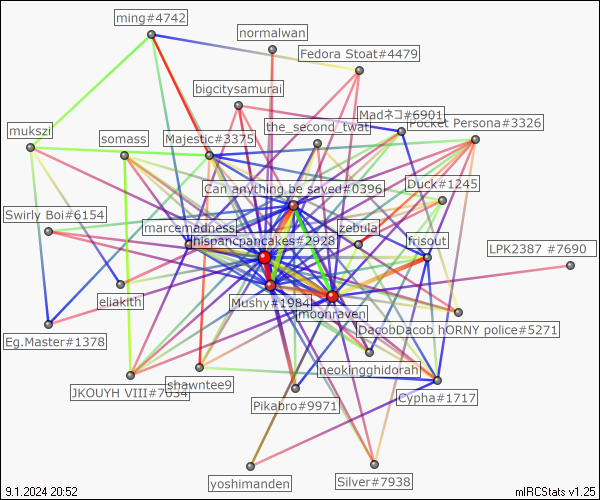 ming#4742
normalwan
Fedora Stoat#4479
bigcitysamurai
Madネコ#6901
Pocket Persona#3326
the_second_twat
mukszi
somass
Majestic#3375
Can anything be saved#0396
Duck#1245
Swirly Boi#6154
marcemadness
zebula
hispancpancakes#2928
frisout
LPK2387 #7690
eliakith
Mushy#1984
moonraven
DacobDacob hORNY police#5271
Eg.Master#1378
neokingghidorah
JKOUYH VIII#7034
shawntee9
Pikabro#9971
Cypha#1717
yoshimanden
Silver#7938
9.1.2024 20:52
mIRCStats v1.25